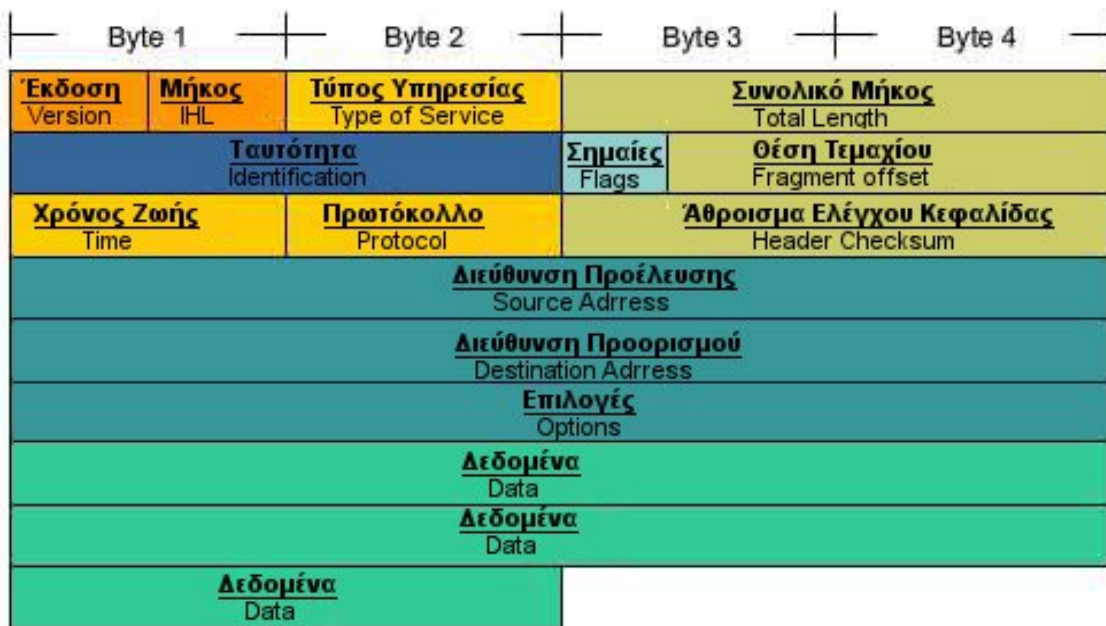 Byte 1 Byte 2 Byte 3 Byte 4
Έκδοση Μήκος Τύπος Υπηρεσίας Συνολικό Μήκος
Version IHL Type of Service Total Length
Ταυτότητα Σημαίες Θέση Τεμαχίου
Identification Flags Fragment offset
Χρόνος Ζωής Πρωτόκολλο Άθροισμα Ελέγχου Κεφαλίδας
Time Protocol Header Checksum
Διεύθυνση Προέλευσης
Source Adrress
Διεύθυνση Προορισμού
Destination Adrress
Επιλογές
Options
Δεδομένα
Data
Δεδομένα
Data
Δεδομένα
Data